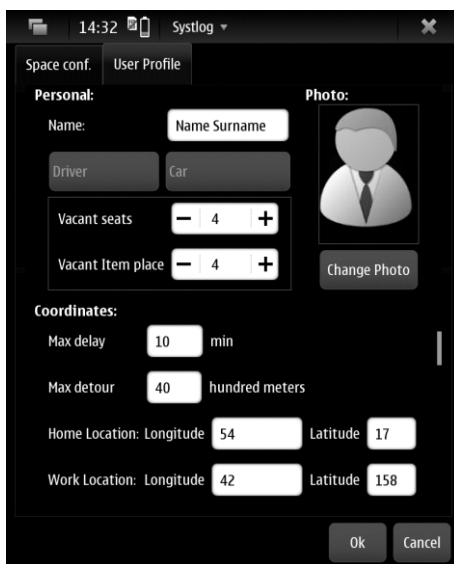 14:32 Systlog
Space conf. User Profile
Personal: Photo:
Name: Name Surname
Driver Car
Vacant seats − 4 +
Vacant Item place − 4 +
Change Photo
Coordinates:
Max delay 10 min
Max detour 40 hundred meters
Home Location: Longitude 54 Latitude 17
Work Location: Longitude 42 Latitude 158
Ok Cancel